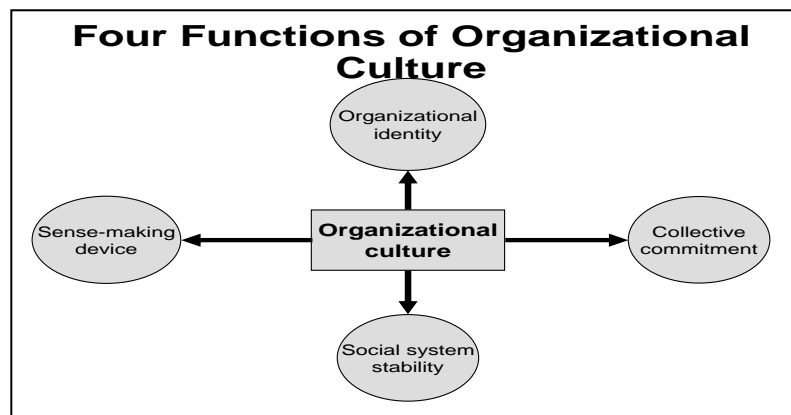 Four Functions of Organizational
Culture
Organizational
identity
Sense-making
device
Organizational
culture
Collective
commitment
Social system
stability